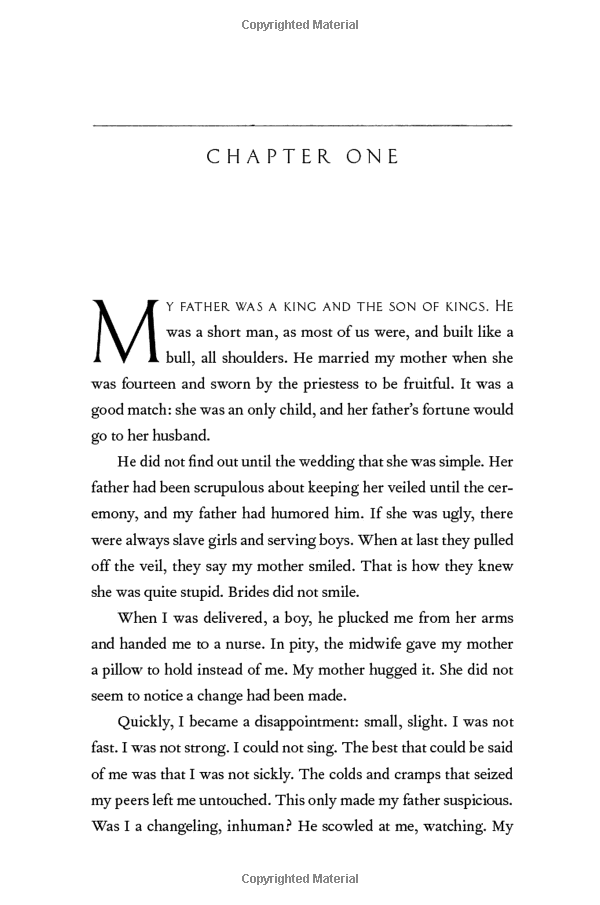 Copyrighted Material
CHAPTER ONE
MY FATHER WAS A KING AND THE SON OF KINGS. HE
was a short man, as most of us were, and built like a
bull, all shoulders. He married my mother when she
was fourteen and sworn by the priestess to be fruitful. It was a
good match: she was an only child, and her father's fortune would
go to her husband.
He did not find out until the wedding that she was simple. Her
father had been scrupulous about keeping her veiled until the cer-
emony, and my father had humored him. If she was ugly, there
were always slave girls and serving boys. When at last they pulled
off the veil, they say my mother smiled. That is how they knew
she was quite stupid. Brides did not smile.
When I was delivered, a boy, he plucked me from her arms
and handed me to a nurse. In pity, the midwife gave my mother
a pillow to hold instead of me. My mother hugged it. She did not
seem to notice a change had been made.
Quickly, I became a disappointment: small, slight. I was not
fast. I was not strong. I could not sing. The best that could be said
of me was that I was not sickly. The colds and cramps that seized
my peers left me untouched. This only made my father suspicious.
Was I a changeling, inhuman? He scowled at me, watching. My
Copyrighted Material